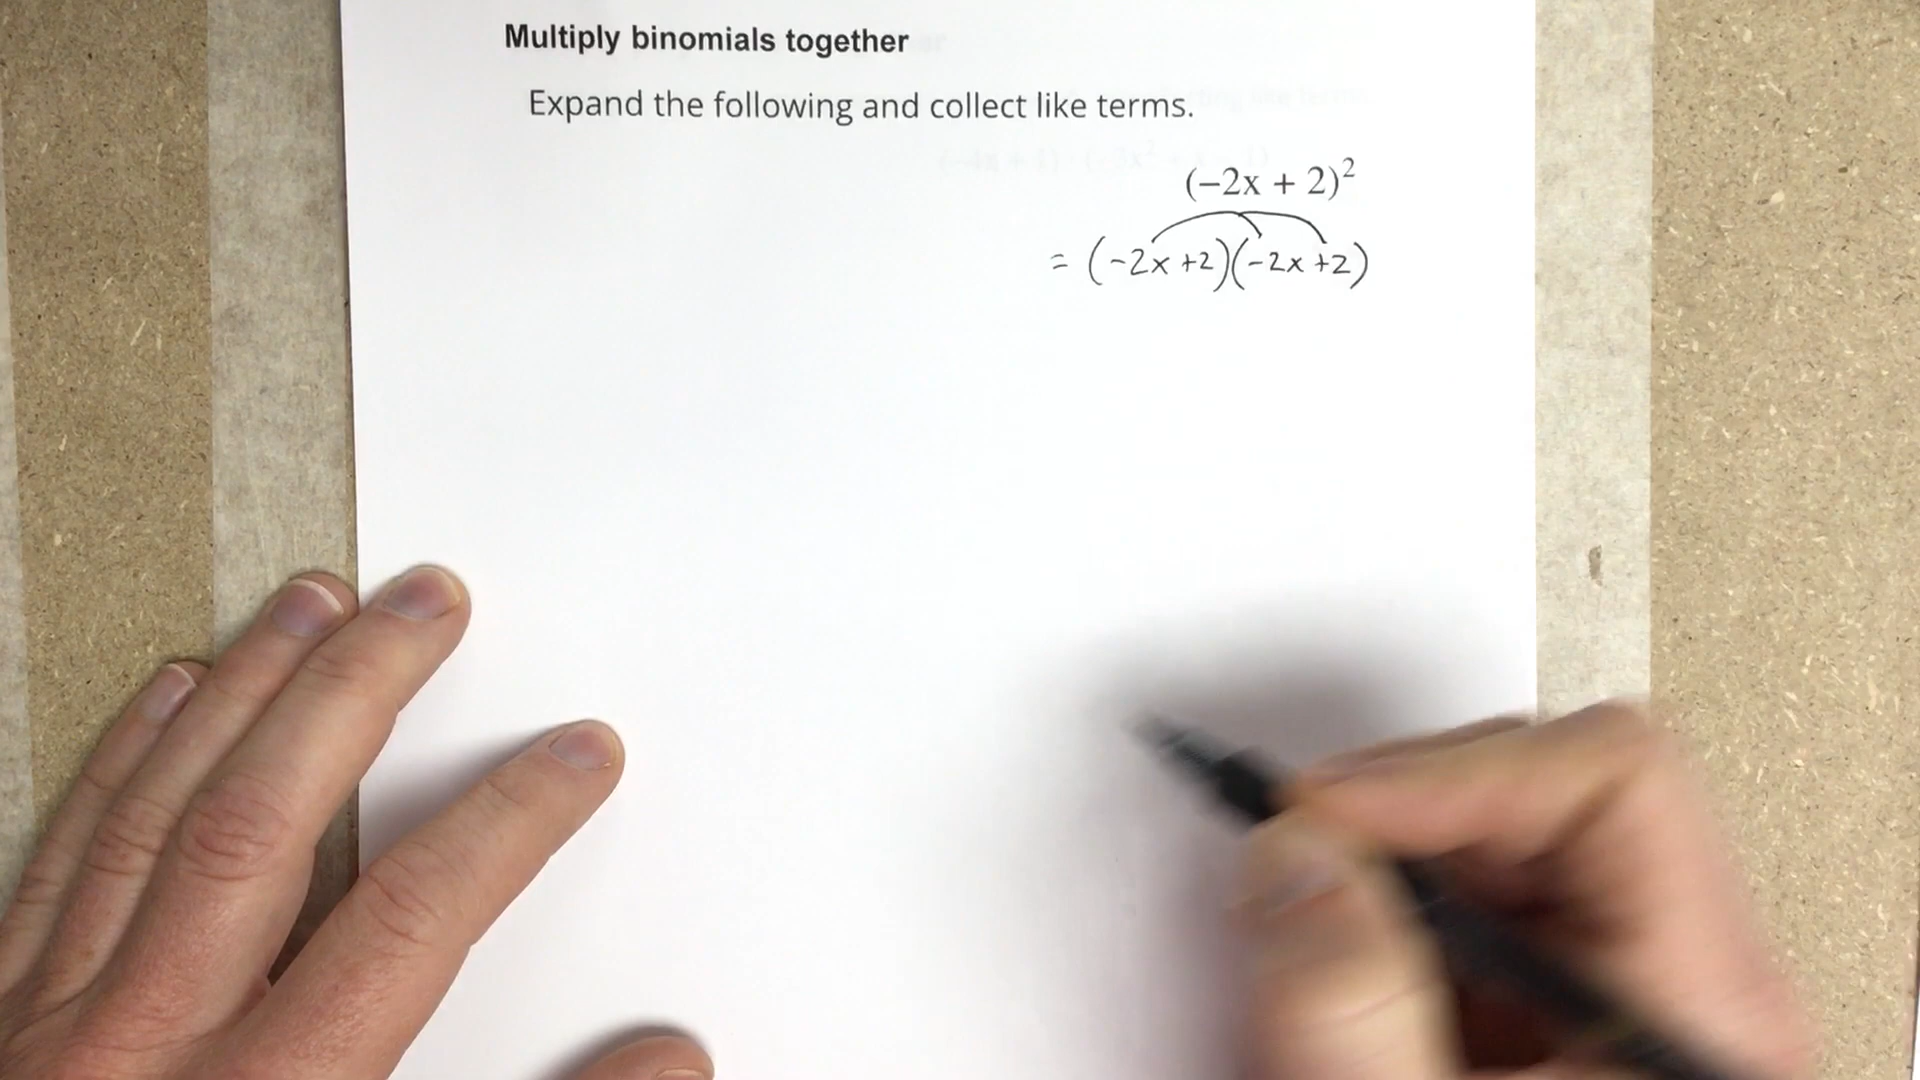 Multiply binomials together
Expand the following and collect like terms.
(−2x + 2)²
= (-2x +2)(-2x +2)